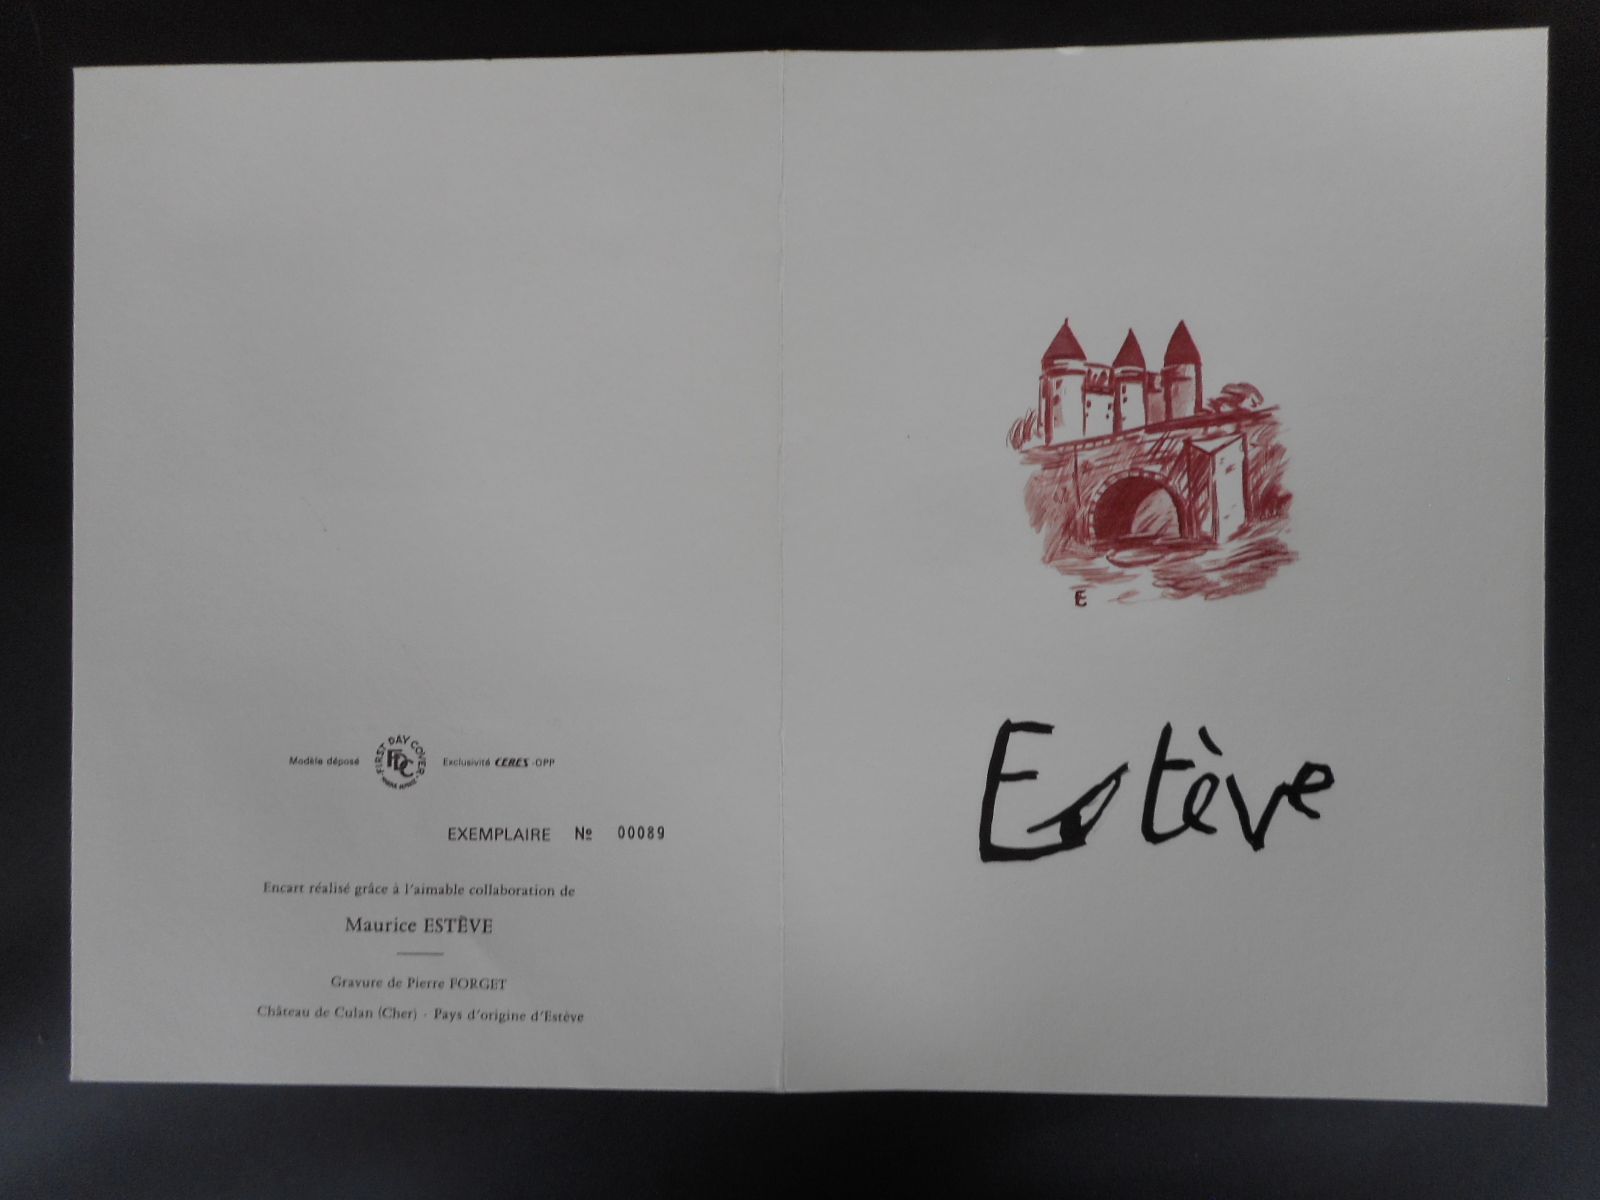 Modèle déposé FIRST DAY COVER FDC Exclusivité CERES - OPP
EXEMPLAIRE Nº 00089
Encart réalisé grâce à l'aimable collaboration de
Maurice ESTÈVE
Gravure de Pierre FORGET
Château de Culan (Cher) - Pays d'origine d'Estève
E
Estève